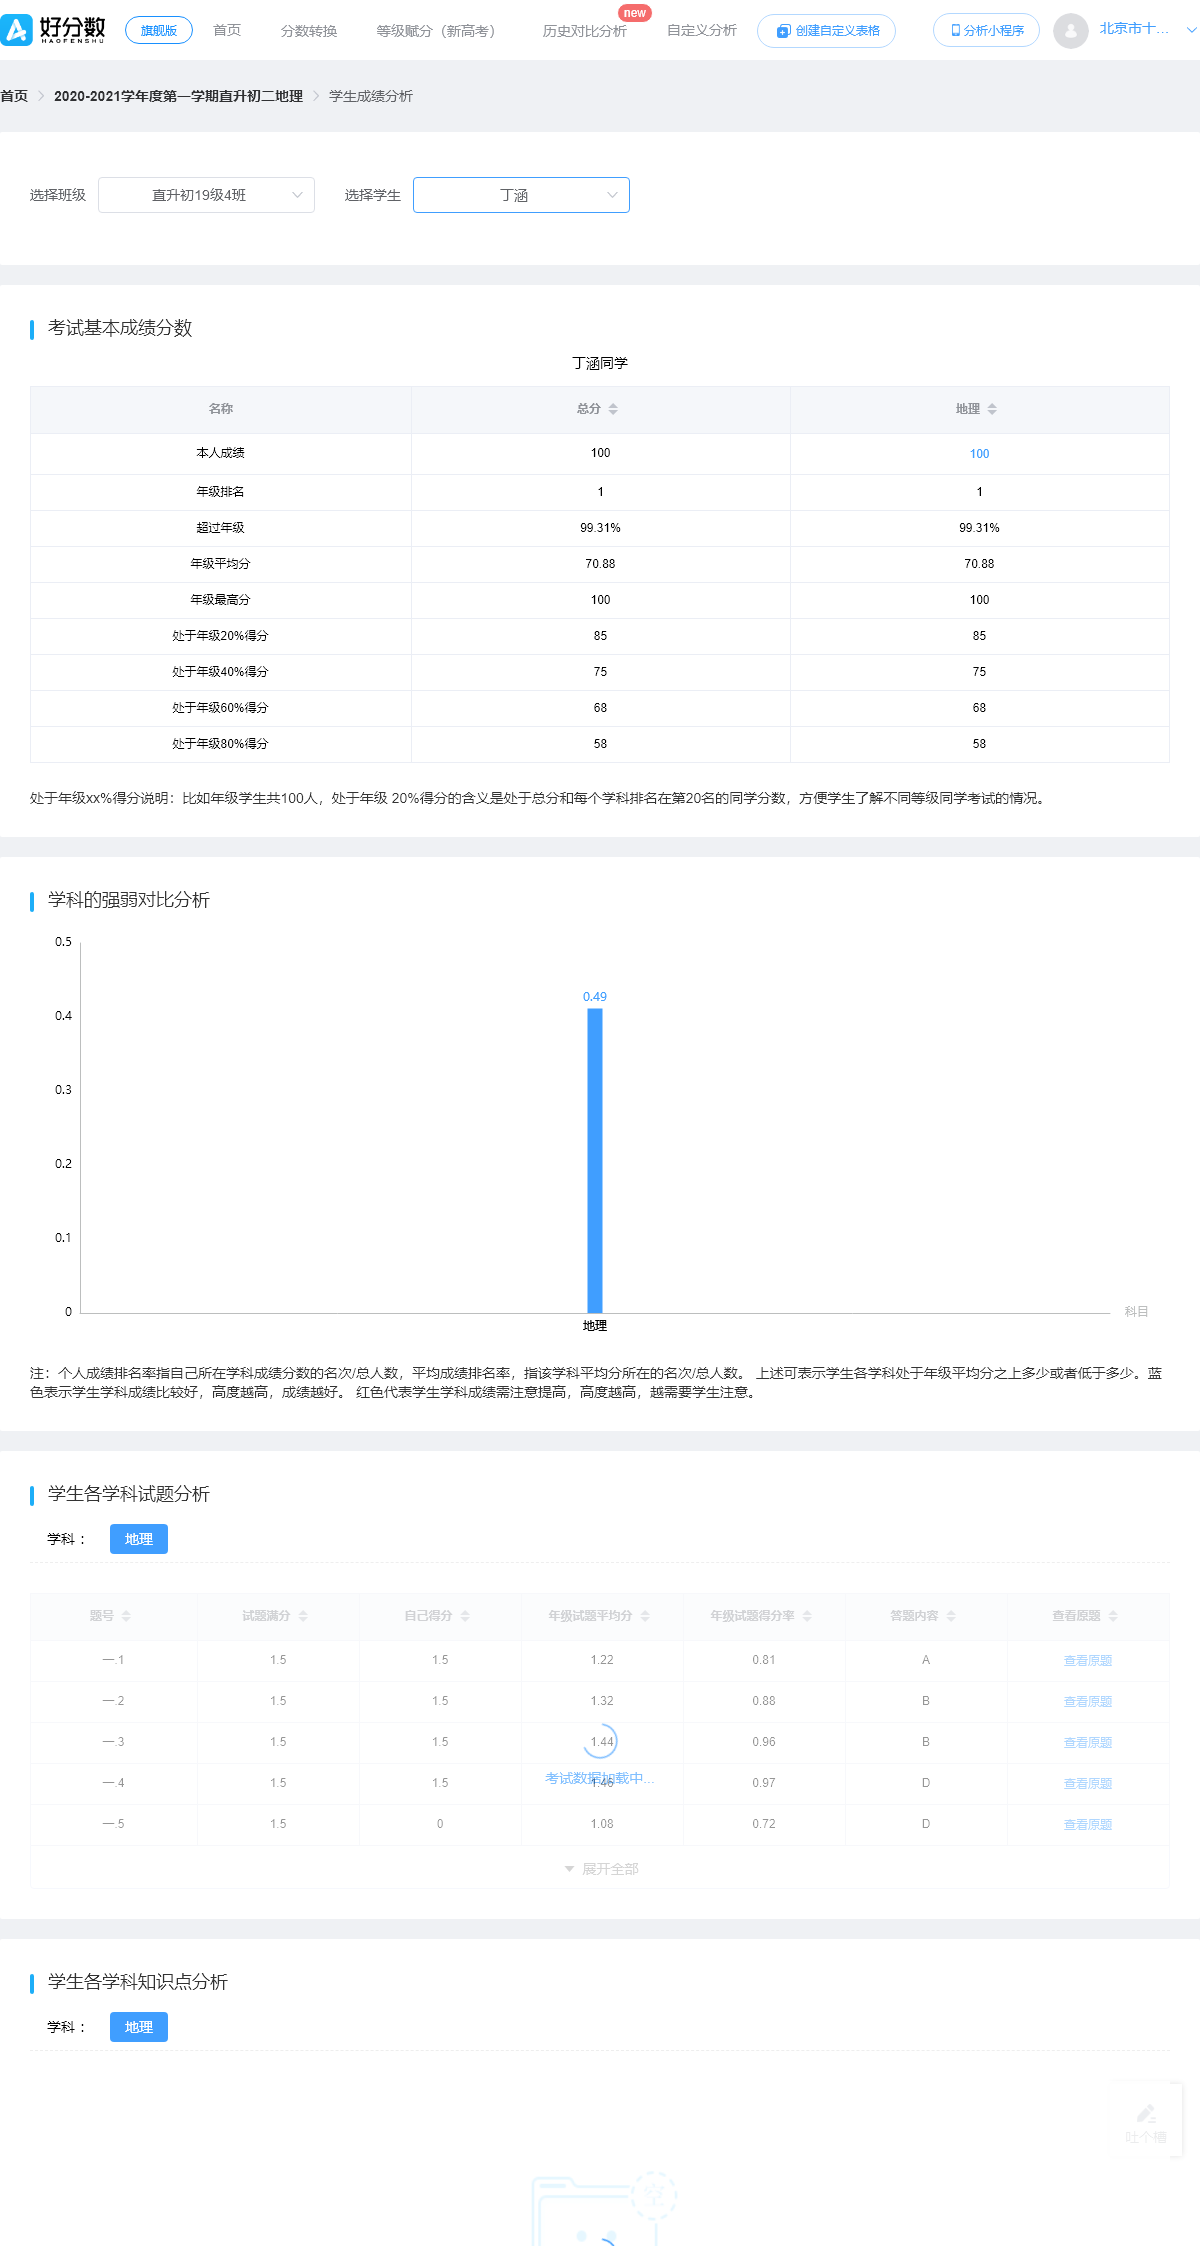 好分数
HAOFENSHU
旗舰版 首页 分数转换 等级赋分（新高考） 历史对比分析 new 自定义分析 创建自定义表格 分析小程序 北京市十...
首页 2020-2021学年度第一学期直升初二地理 学生成绩分析
选择班级 直升初19级4班 选择学生 丁涵
考试基本成绩分数
丁涵同学
名称 总分 地理
本人成绩 100 100
年级排名 1 1
超过年级 99.31% 99.31%
年级平均分 70.88 70.88
年级最高分 100 100
处于年级20%得分 85 85
处于年级40%得分 75 75
处于年级60%得分 68 68
处于年级80%得分 58 58
处于年级xx%得分说明：比如年级学生共100人，处于年级 20%得分的含义是处于总分和每个学科排名在第20名的同学分数，方便学生了解不同等级同学考试的情况。
学科的强弱对比分析
0.5
0.49
0.4
0.3
0.2
0.1
0 科目
地理
注：个人成绩排名率指自己所在学科成绩分数的名次/总人数，平均成绩排名率，指该学科平均分所在的名次/总人数。 上述可表示学生各学科处于年级平均分之上多少或者低于多少。蓝
色表示学生学科成绩比较好，高度越高，成绩越好。 红色代表学生学科成绩需注意提高，高度越高，越需要学生注意。
学生各学科试题分析
学科： 地理
题号 试题满分 自己得分 年级试题平均分 年级试题得分率 答题内容 查看原题
一.1 1.5 1.5 1.22 0.81 A 查看原题
一.2 1.5 1.5 1.32 0.88 B 查看原题
一.3 1.5 1.5 1.44 0.96 B 查看原题
考试数据加载中...
一.4 1.5 1.5 1.46 0.97 D 查看原题
一.5 1.5 0 1.08 0.72 D 查看原题
展开全部
学生各学科知识点分析
学科： 地理
吐个槽
空